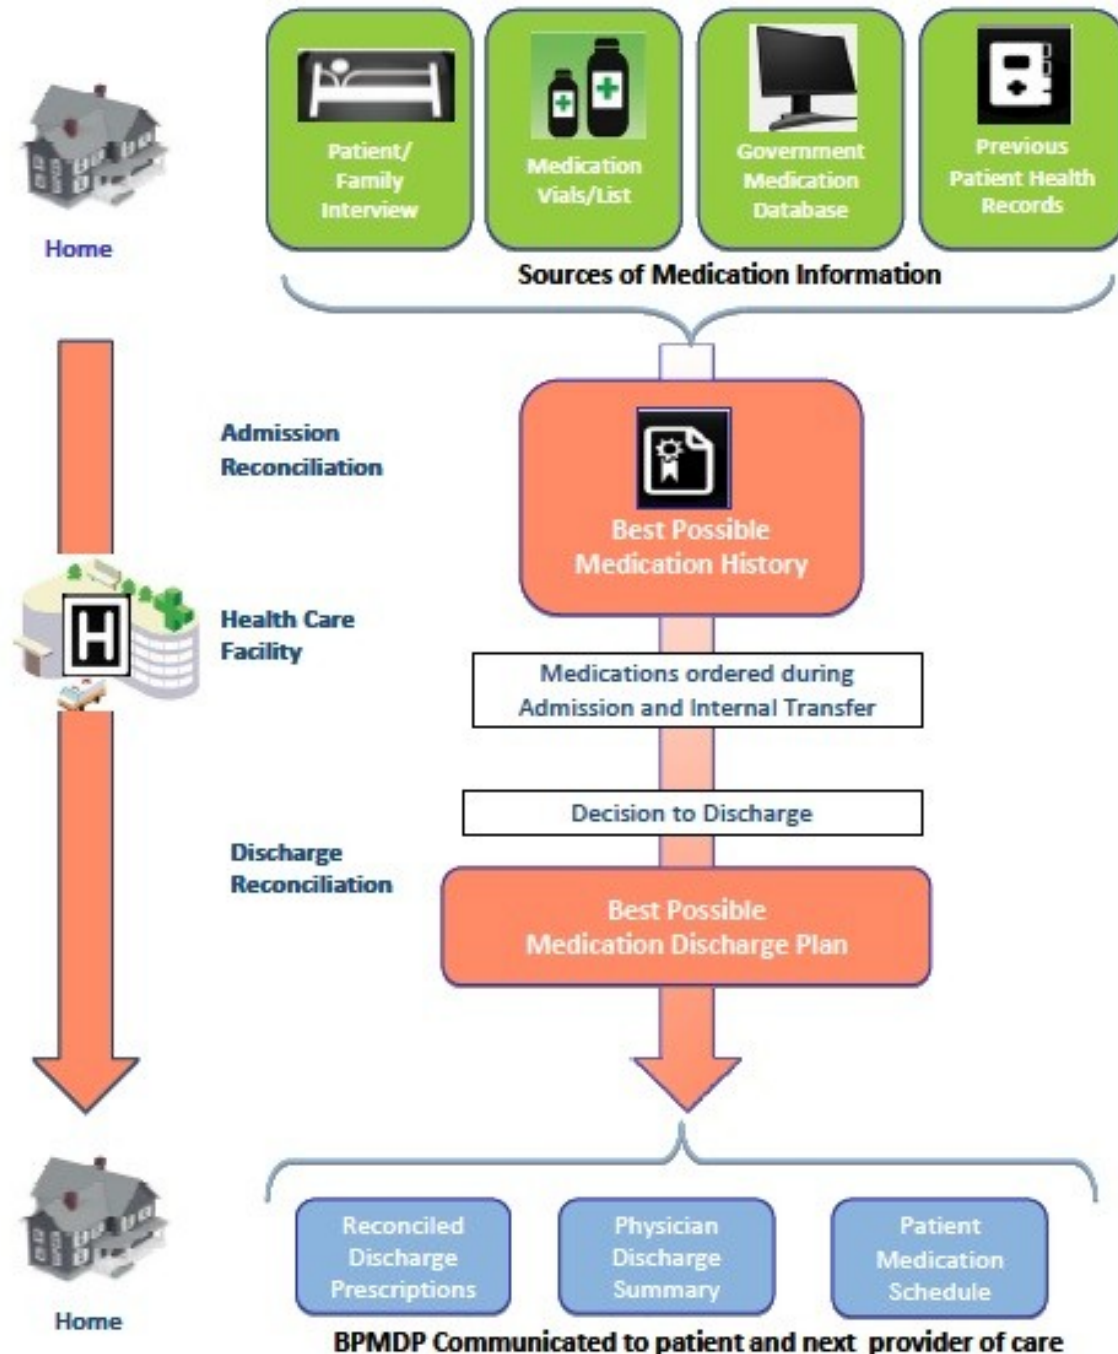 Patient/
Family
Interview
Medication
Vials/List
Government
Medication
Database
Previous
Patient Health
Records
Home
Sources of Medication Information
Admission
Reconciliation
Best Possible
Medication History
H
Health Care
Facility
Medications ordered during
Admission and Internal Transfer
Decision to Discharge
Discharge
Reconciliation
Best Possible
Medication Discharge Plan
Reconciled
Discharge
Prescriptions
Physician
Discharge
Summary
Patient
Medication
Schedule
Home
BPMDP Communicated to patient and next provider of care